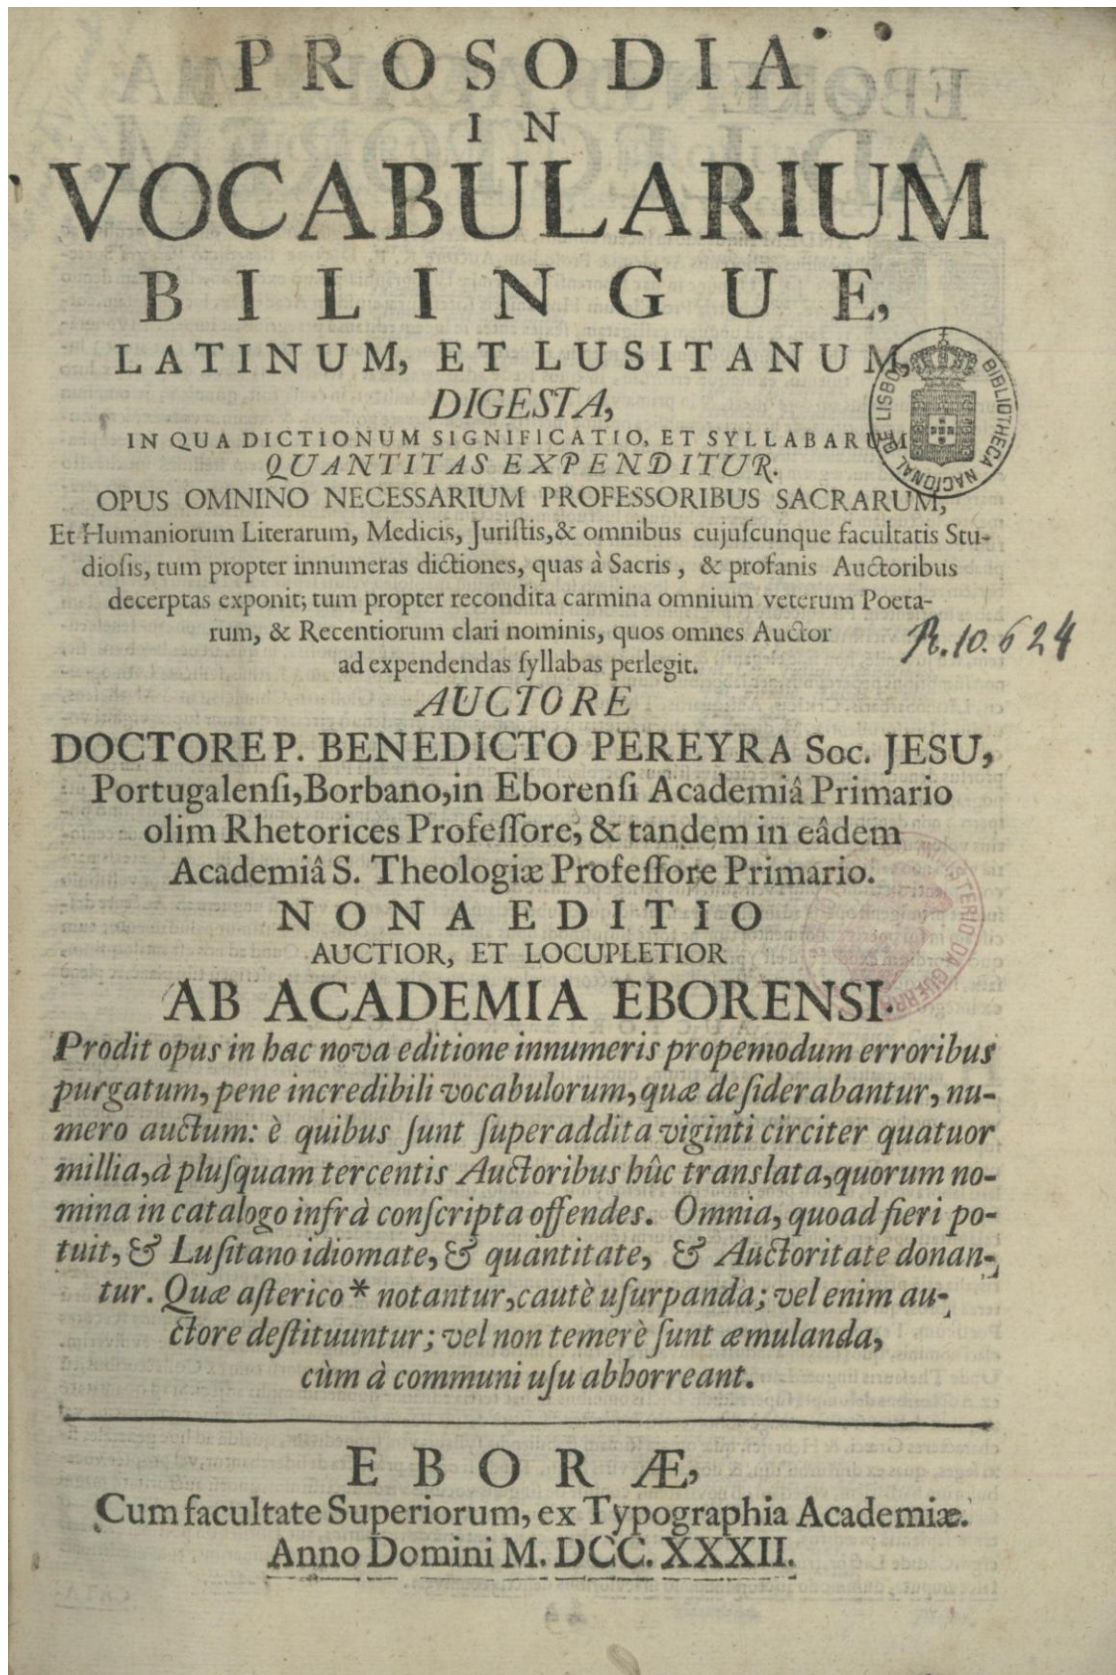 PROSODIA
IN
VOCABULARIUM
BILINGUE,
LATINUM, ET LUSITANUM,
DIGESTA,
IN QUA DICTIONUM SIGNIFICATIO, ET SYLLABARUM
QUANTITAS EXPENDITUR.
OPUS OMNINO NECESSARIUM PROFESSORIBUS SACRARUM,
Et Humaniorum Literarum, Medicis, Juriſtis, & omnibus cujuſcunque facultatis Stu-
dioſis, tum propter innumeras dictiones, quas à Sacris, & profanis Auctoribus
decerptas exponit; tum propter recondita carmina omnium veterum Poeta-
rum, & Recentiorum clari nominis, quos omnes Auctor
ad expendendas ſyllabas perlegit.
AUCTORE
DOCTORE P. BENEDICTO PEREYRA Soc. JESU,
Portugalenſi, Borbano, in Eborenſi Academiâ Primario
olim Rhetorices Profeſſore, & tandem in eâdem
Academiâ S. Theologiæ Profeſſore Primario.
NONA EDITIO
AUCTIOR, ET LOCUPLETIOR
AB ACADEMIA EBORENSI.
Prodit opus in hac nova editione innumeris propemodum erroribus
purgatum, pene incredibili vocabulorum, quæ deſiderabantur, nu-
mero auctum: è quibus ſunt ſuperaddita viginti circiter quatuor
millia, à pluſquam tercentis Auctoribus hûc translata, quorum no-
mina in catalogo infrà conſcripta offendes. Omnia, quoad fieri po-
tuit, & Luſitano idiomate, & quantitate, & Auctoritate donan-
tur. Quæ aſterico * notantur, cautè uſurpanda; vel enim au-
ctore deſtituuntur; vel non temerè ſunt æmulanda,
cùm à communi uſu abhorreant.
EBORÆ,
Cum facultate Superiorum, ex Typographia Academiæ.
Anno Domini M. DCC. XXXII.
BIBLIOTHECA NACIONAL DE LISBOA
R. 10. 624
MINISTERIO DA GUERRA